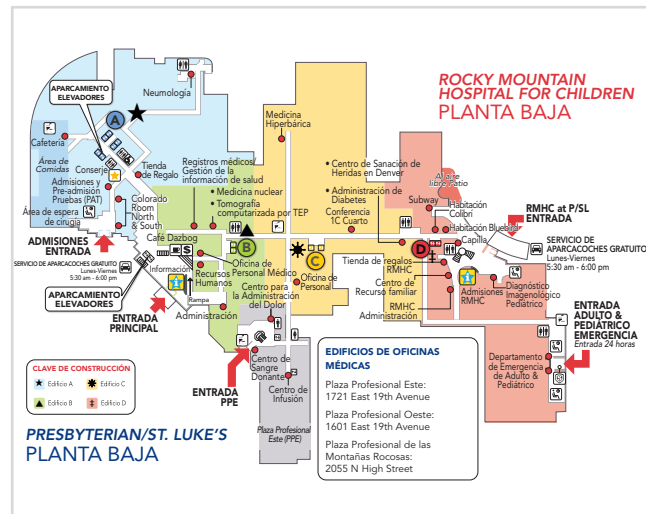 ROCKY MOUNTAIN
HOSPITAL FOR CHILDREN
PLANTA BAJA
Neumología
APARCAMIENTO
ELEVADORES
A
Cafetería
Área de
Comidas
Conserje
Admisiones y
Pre-admisión
Pruebas (PAT)
Área de espera
de cirugía
Tienda
de Regalo
Colorado
Room
North
& South
ADMISIONES
ENTRADA
Medicina
Hiperbárica
Registros médicos/
Gestión de la
información de salud
• Medicina nuclear
• Tomografía
computarizada por TEP
• Centro de Sanación de
Heridas en Denver
• Administración de
Diabetes
Conferencia
1C Cuarto
Al aire
libre Patio
Subway
Habitación
Colibrí
Habitación Bluebird
Capilla
RMHC at P/SL
ENTRADA
SERVICIO DE
APARCACOCHES GRATUITO
Lunes-Viernes
5:30 am - 6:00 pm
Café Dazbog
SERVICIO DE APARCACOCHES GRATUITO
Lunes-Viernes
5:30 am - 6:00 pm
Información
APARCAMIENTO
ELEVADORES
ENTRADA
PRINCIPAL
Rampa
Administración
Recursos
Humanos
B
Oficina de
Personal Médico
Centro para
la Administración
del Dolor
C
Oficina de
Personal
D
Tienda de regalos
RMHC
Centro de
Recurso familiar
RMHC
Administración
Admisiones
RMHC
Diagnóstico
Imagenológico
Pediátrico
ENTRADA
ADULTO &
PEDIÁTRICO
EMERGENCIA
Entrada 24 horas
Departamento
de Emergencia
de Adulto &
Pediátrico
CLAVE DE CONSTRUCCIÓN
Edificio A
Edificio C
Edificio B
Edificio D
ENTRADA
PPE
Centro de
Sangre
Donante
Centro de
Infusión
Plaza Profesional
Este (PPE)
EDIFICIOS DE OFICINAS
MÉDICAS
Plaza Profesional Este:
1721 East 19th Avenue
Plaza Profesional Oeste:
1601 East 19th Avenue
Plaza Profesional de las
Montañas Rocosas:
2055 N High Street
PRESBYTERIAN/ST. LUKE'S
PLANTA BAJA